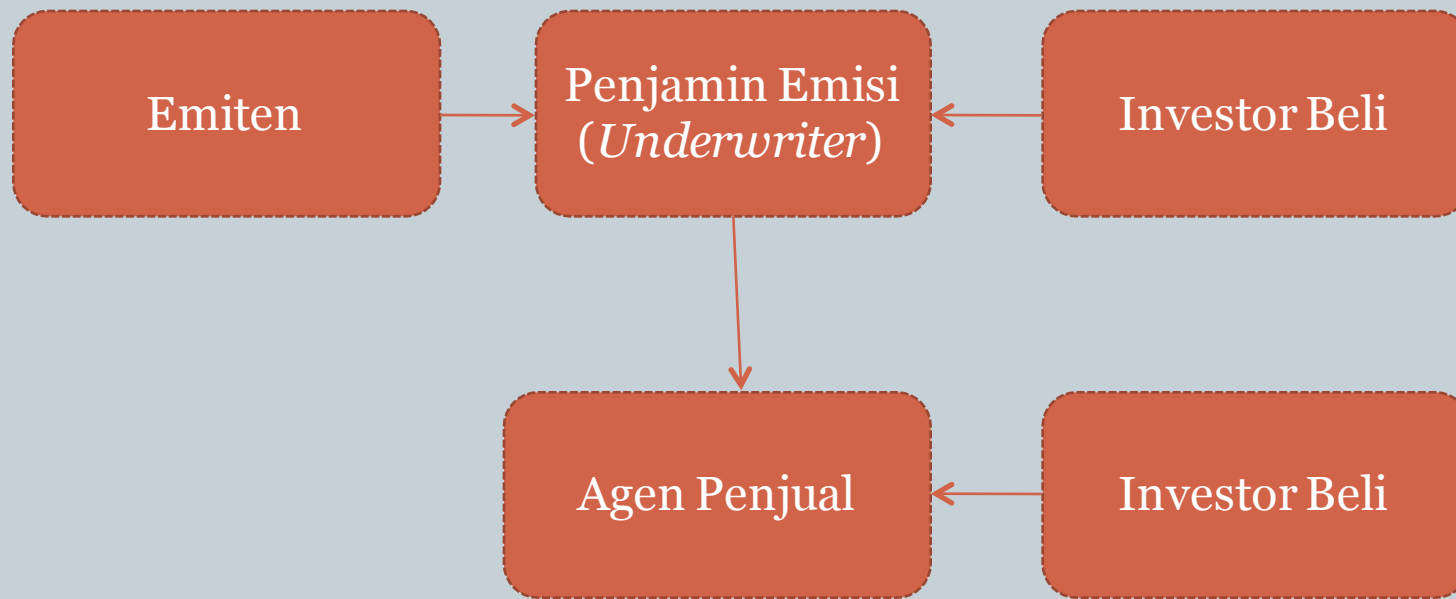 Emiten
Penjamin Emisi
(Underwriter)
Investor Beli
Agen Penjual
Investor Beli